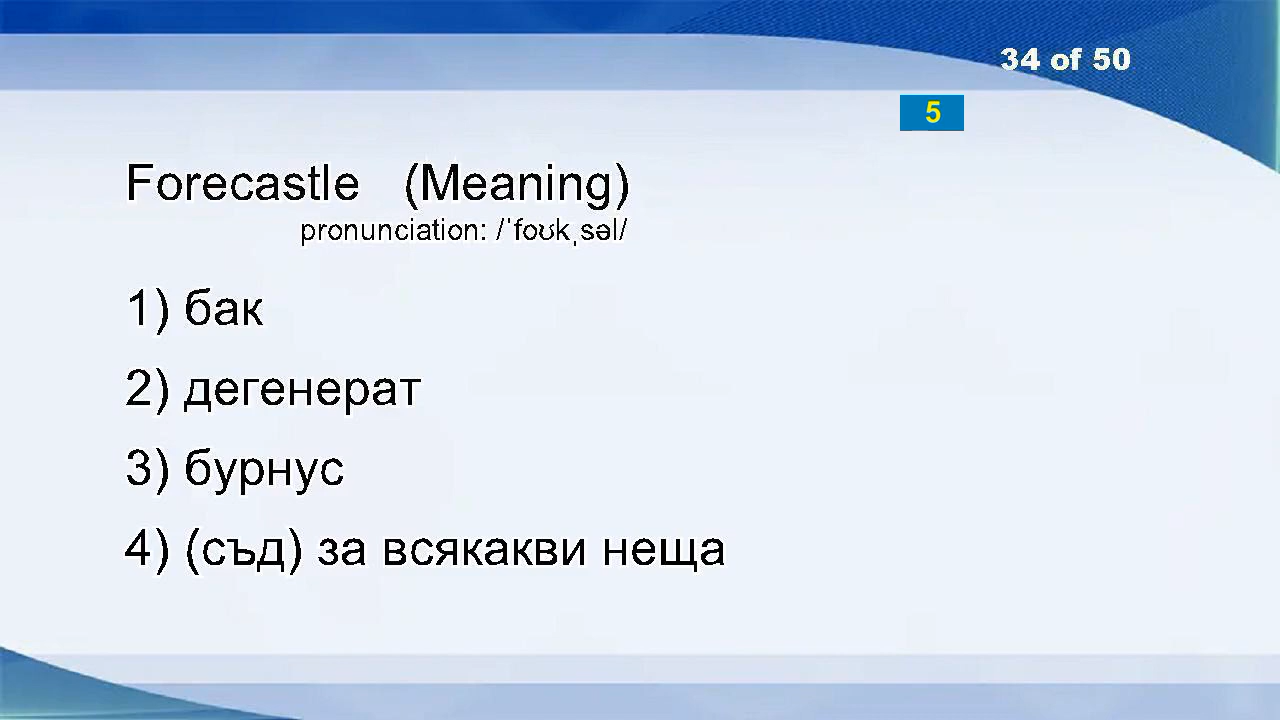 34 of 50
5
Forecastle (Meaning)
pronunciation: /ˈfoʊkˌsəl/
1) бак
2) дегенерат
3) бурнус
4) (съд) за всякакви неща